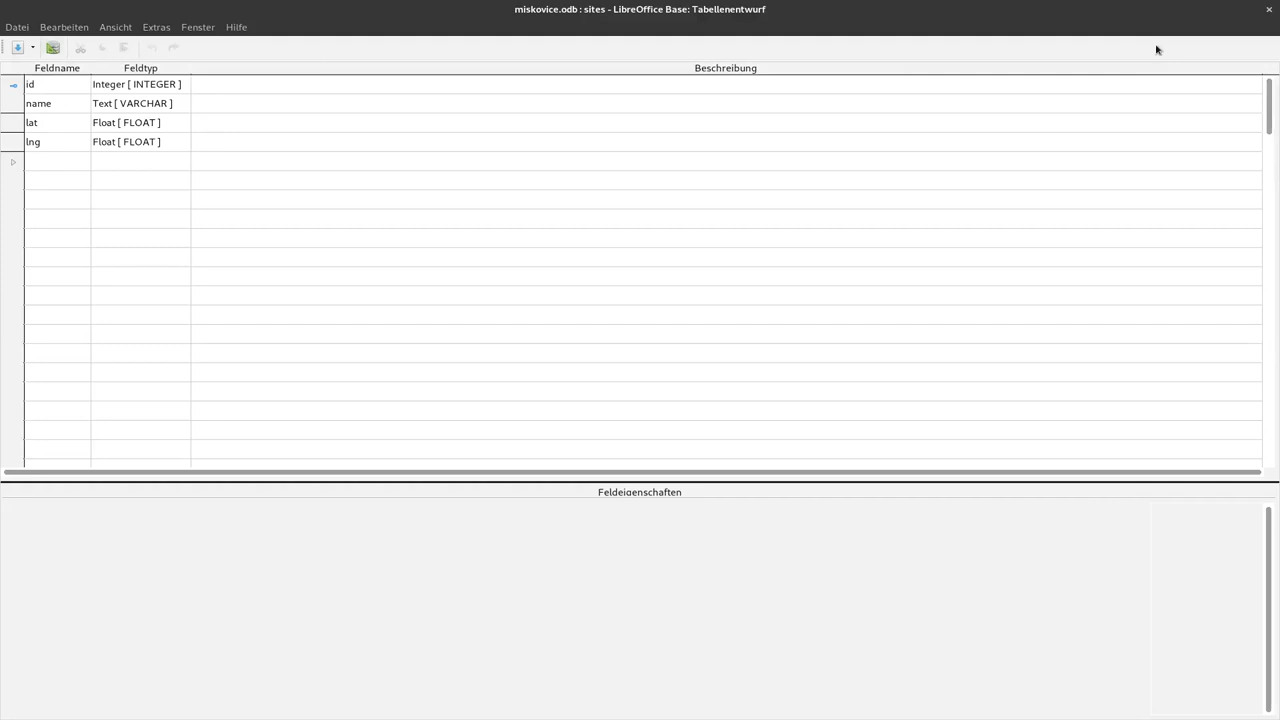 miskovice.odb : sites - LibreOffice Base: Tabellenentwurf
Datei Bearbeiten Ansicht Extras Fenster Hilfe
Feldname Feldtyp Beschreibung
id Integer [ INTEGER ]
name Text [ VARCHAR ]
lat Float [ FLOAT ]
lng Float [ FLOAT ]
Feldeigenschaften